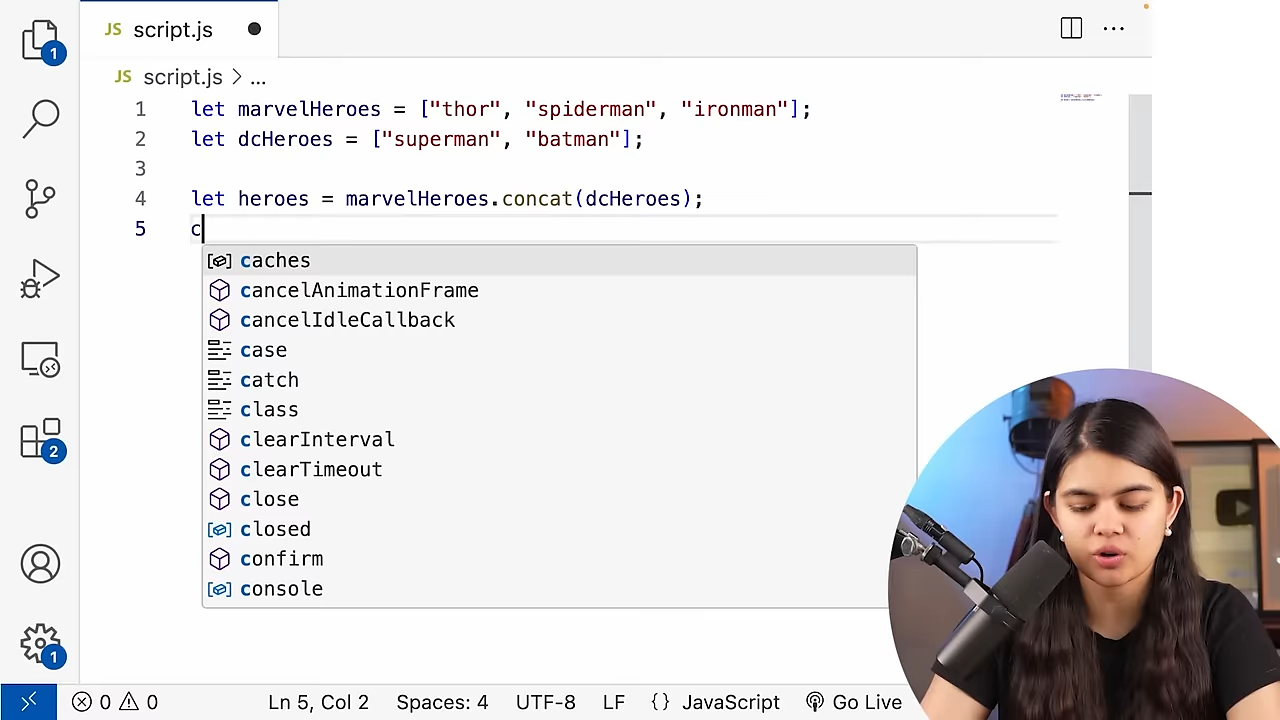 1
JS script.js
JS script.js > ...
1 let marvelHeroes = ["thor", "spiderman", "ironman"];
2 let dcHeroes = ["superman", "batman"];
3
4 let heroes = marvelHeroes.concat(dcHeroes);
5 c
caches
cancelAnimationFrame
cancelIdleCallback
case
catch
class
clearInterval
clearTimeout
close
closed
confirm
console
2
1
0 0 Ln 5, Col 2 Spaces: 4 UTF-8 LF {} JavaScript Go Live